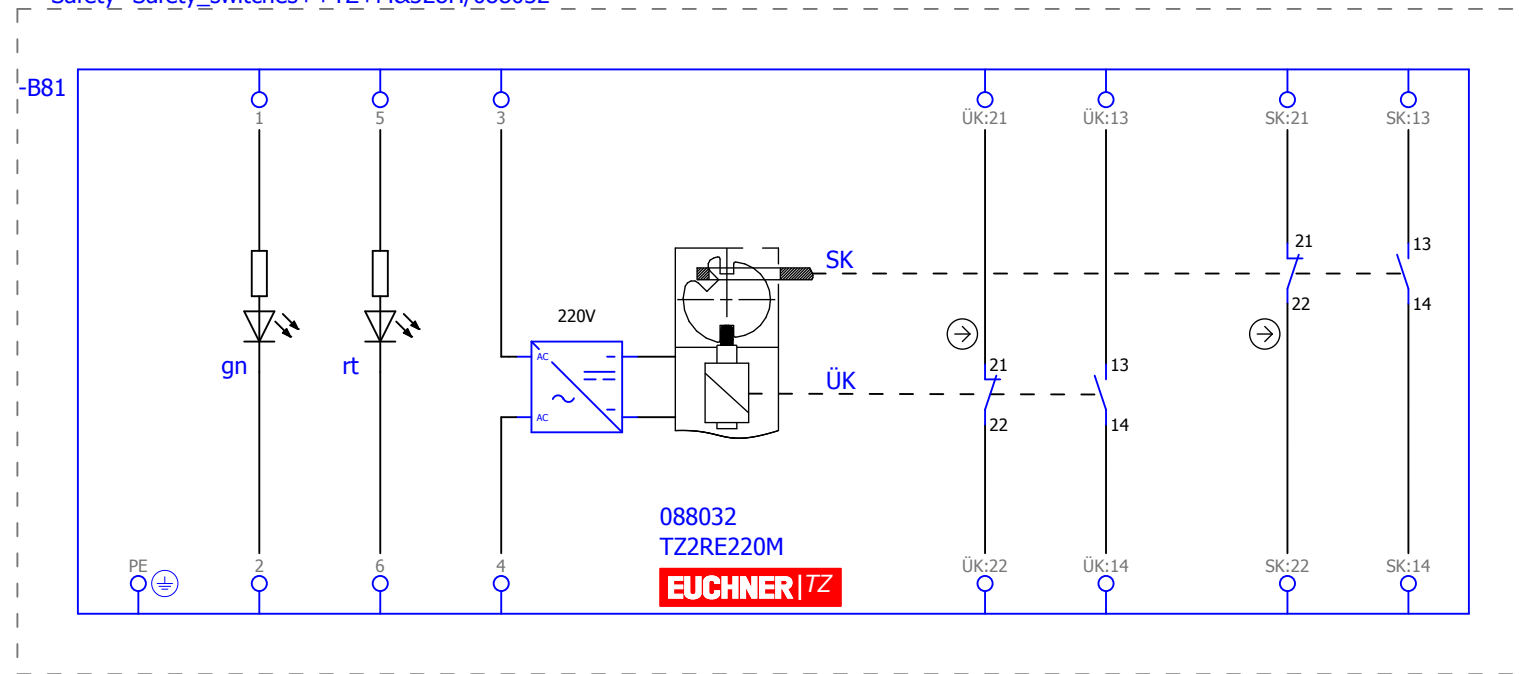 -B81
1
5
3
ÜK:21
ÜK:13
SK:21
SK:13
SK
21
13
22
14
220V
AC
AC
gn
rt
ÜK
21
13
22
14
088032
TZ2RE220M
EUCHNER|TZ
PE
2
6
4
ÜK:22
ÜK:14
SK:22
SK:14